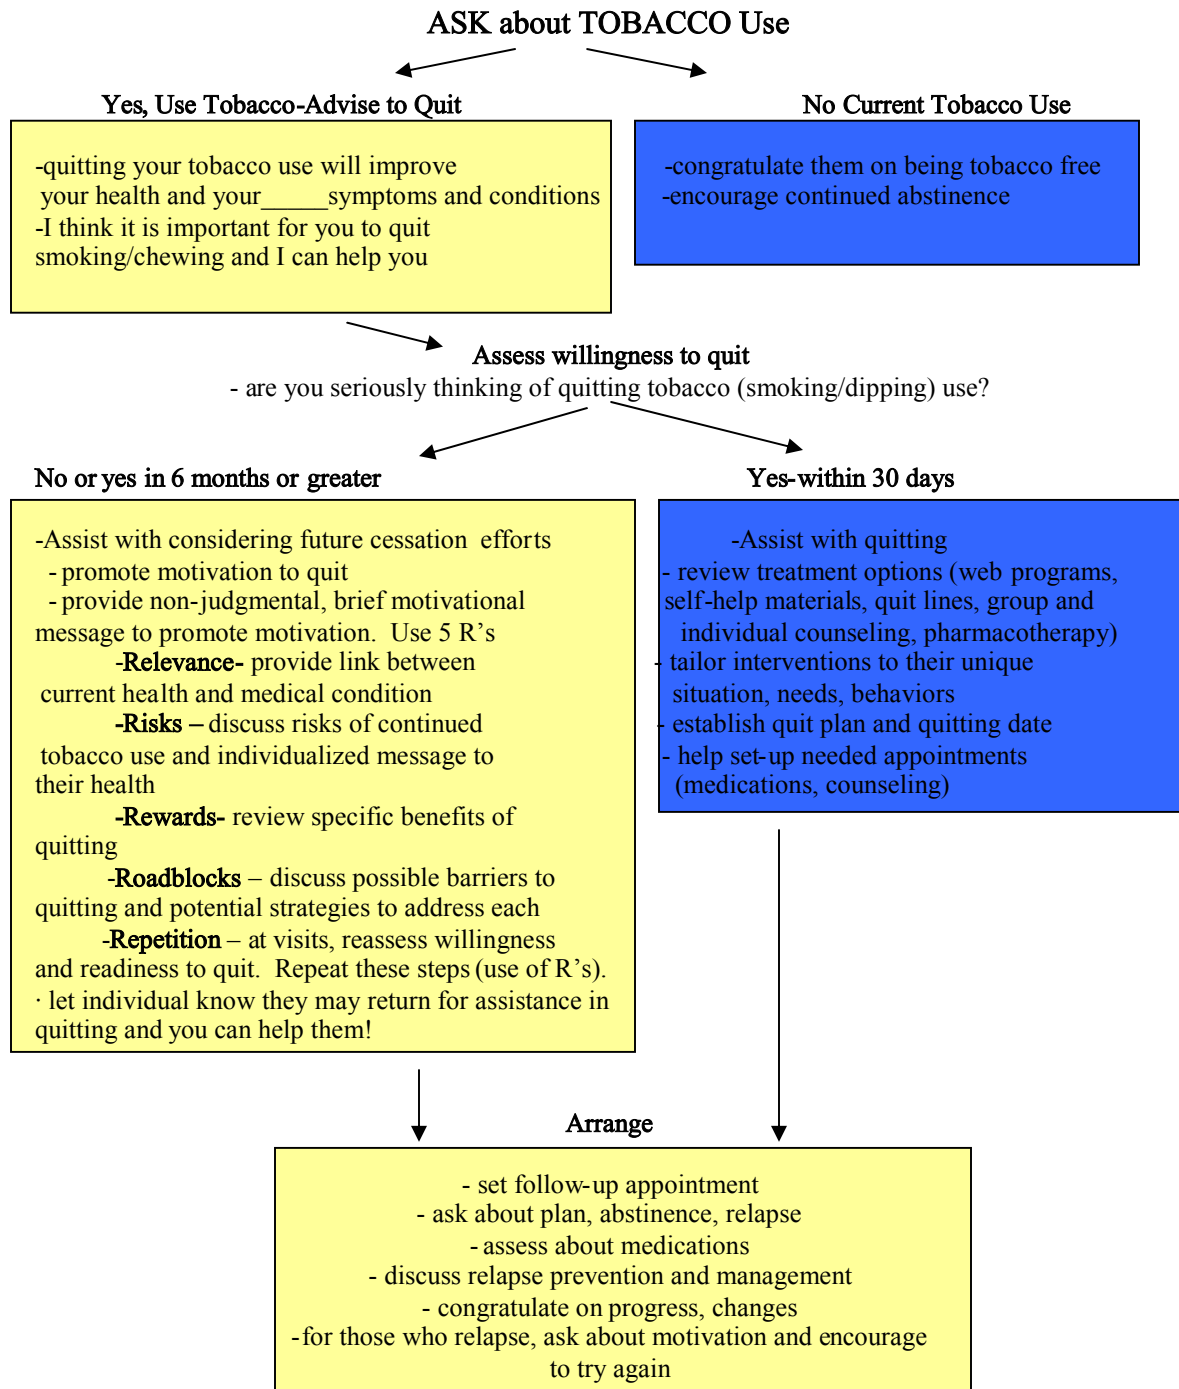 ASK about TOBACCO Use
Yes, Use Tobacco-Advise to Quit
-quitting your tobacco use will improve
your health and your_____symptoms and conditions
-I think it is important for you to quit
smoking/chewing and I can help you
No Current Tobacco Use
-congratulate them on being tobacco free
-encourage continued abstinence
Assess willingness to quit
- are you seriously thinking of quitting tobacco (smoking/dipping) use?
No or yes in 6 months or greater
-Assist with considering future cessation efforts
- promote motivation to quit
- provide non-judgmental, brief motivational
message to promote motivation. Use 5 R's
-Relevance- provide link between
current health and medical condition
-Risks – discuss risks of continued
tobacco use and individualized message to
their health
-Rewards- review specific benefits of
quitting
-Roadblocks – discuss possible barriers to
quitting and potential strategies to address each
-Repetition – at visits, reassess willingness
and readiness to quit. Repeat these steps (use of R's).
· let individual know they may return for assistance in
quitting and you can help them!
Yes-within 30 days
-Assist with quitting
- review treatment options (web programs,
self-help materials, quit lines, group and
individual counseling, pharmacotherapy)
- tailor interventions to their unique
situation, needs, behaviors
- establish quit plan and quitting date
- help set-up needed appointments
(medications, counseling)
Arrange
- set follow-up appointment
- ask about plan, abstinence, relapse
- assess about medications
- discuss relapse prevention and management
- congratulate on progress, changes
-for those who relapse, ask about motivation and encourage
to try again